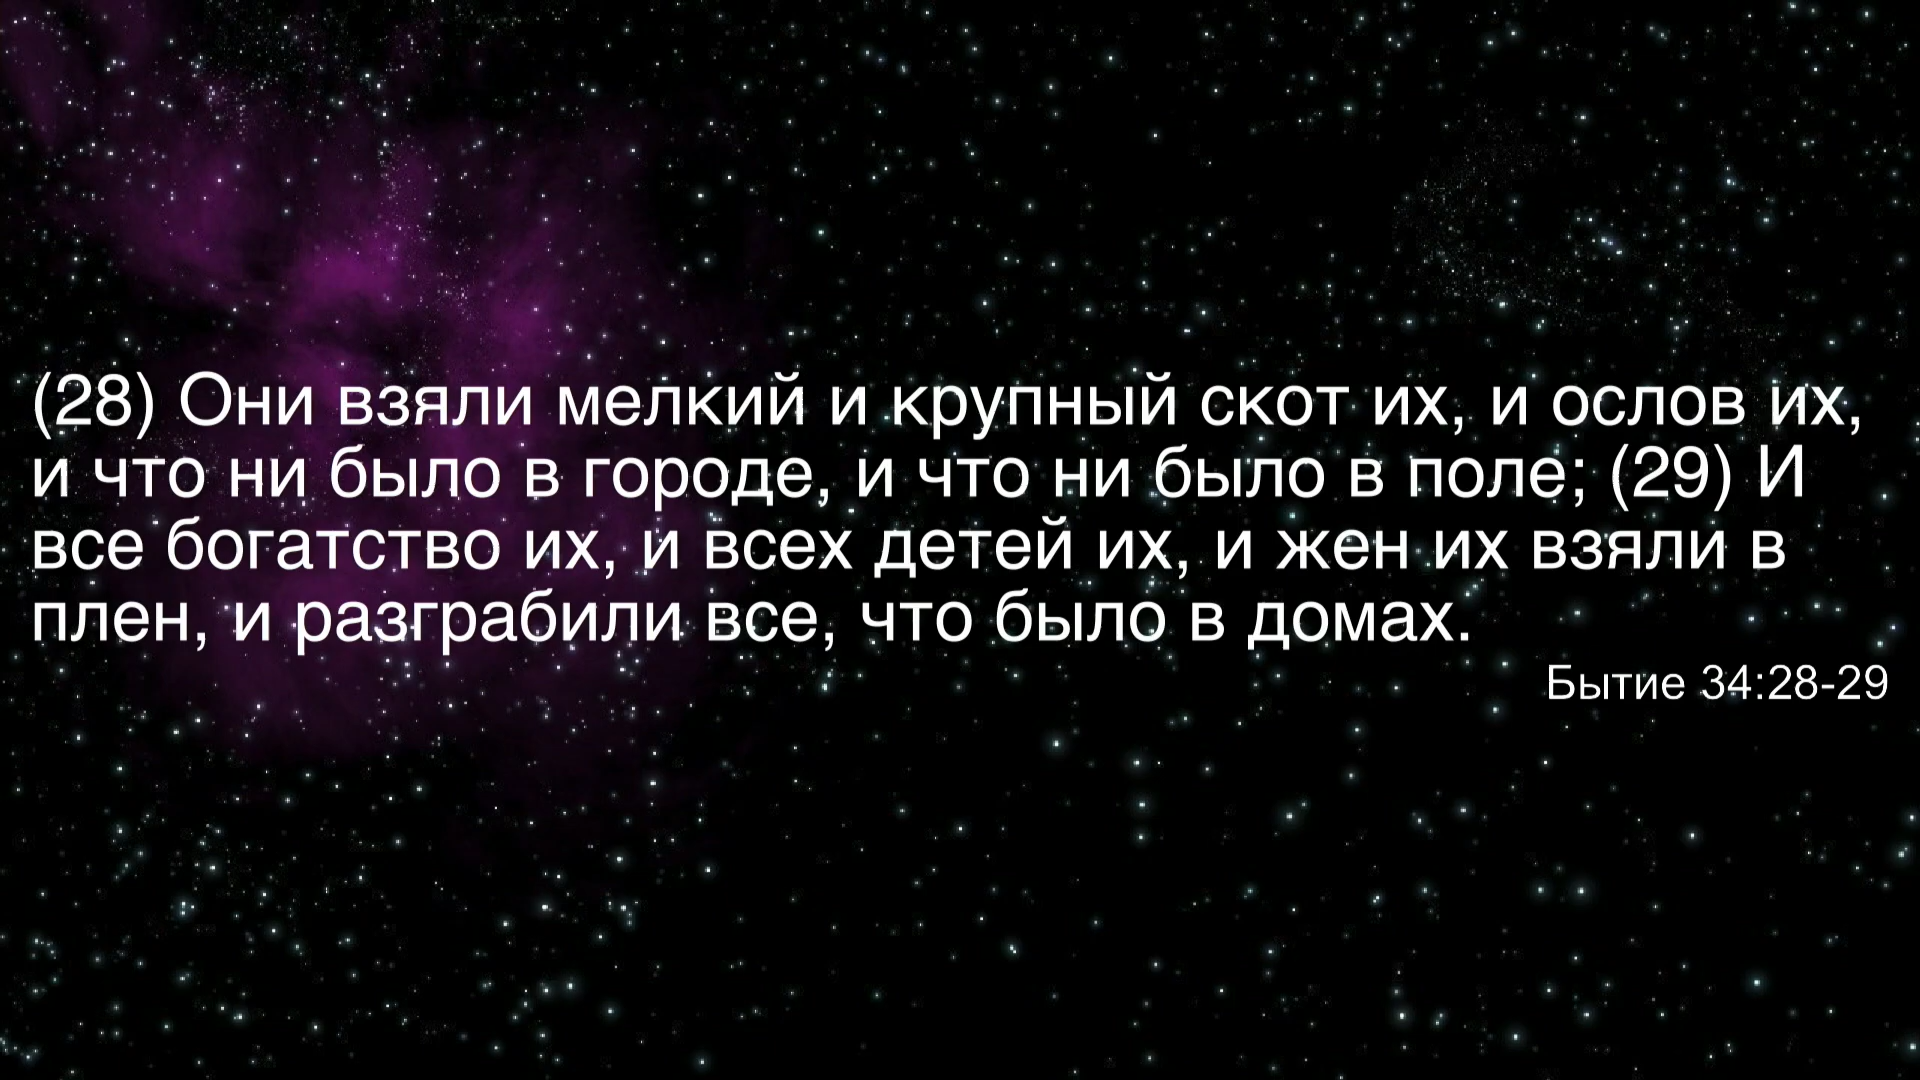 (28) Они взяли мелкий и крупный скот их, и ослов их,
и что ни было в городе, и что ни было в поле; (29) И
все богатство их, и всех детей их, и жен их взяли в
плен, и разграбили все, что было в домах.
Бытие 34:28-29